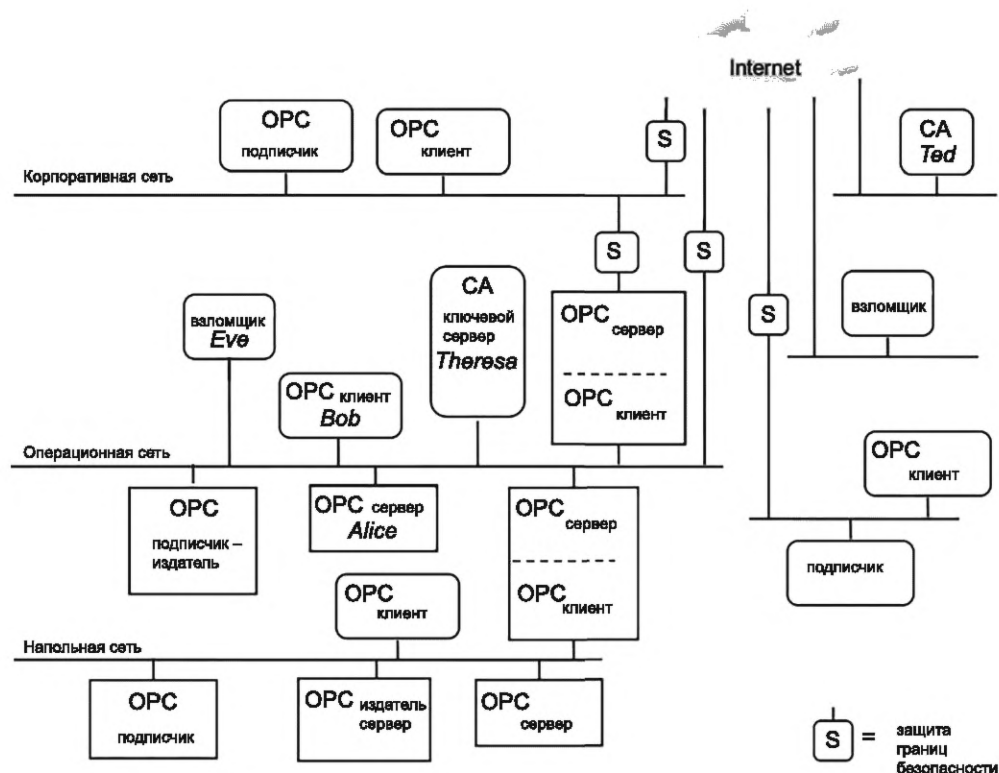 Internet
OPC
подписчик
OPC
клиент
S
CA
Ted
Корпоративная сеть
S
S
взломщик
Eve
CA
ключевой
сервер
Theresa
OPC сервер
OPC клиент
S
взломщик
OPC клиент
Bob
Операционная сеть
OPC
клиент
OPC
подписчик –
издатель
OPC сервер
Alice
OPC сервер
OPC клиент
подписчик
OPC
клиент
Напольная сеть
OPC
подписчик
OPC издатель
сервер
OPC
сервер
S = защита
границ
безопасности